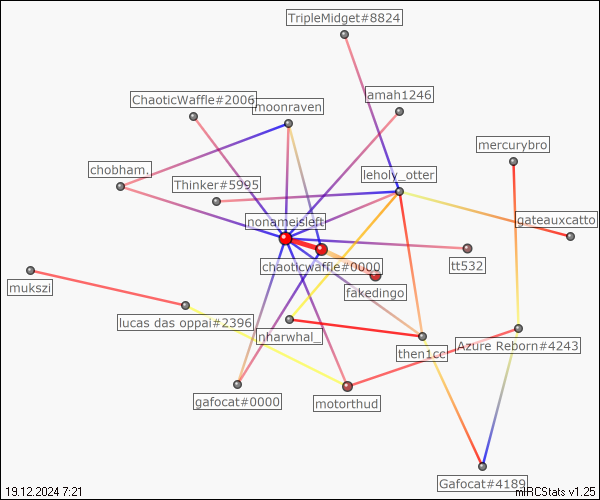 TripleMidget#8824
ChaoticWaffle#2006
amah1246
moonraven
mercurybro
chobham.
leholy_otter
Thinker#5995
nonameisleft
gateauxcatto
chaoticwaffle#0000
tt532
mukszi
fakedingo
lucas das oppai#2396
nharwhal_
then1cc
Azure Reborn#4243
gafocat#0000
motorthud
Gafocat#4189
19.12.2024 7:21
mIRCStats v1.25